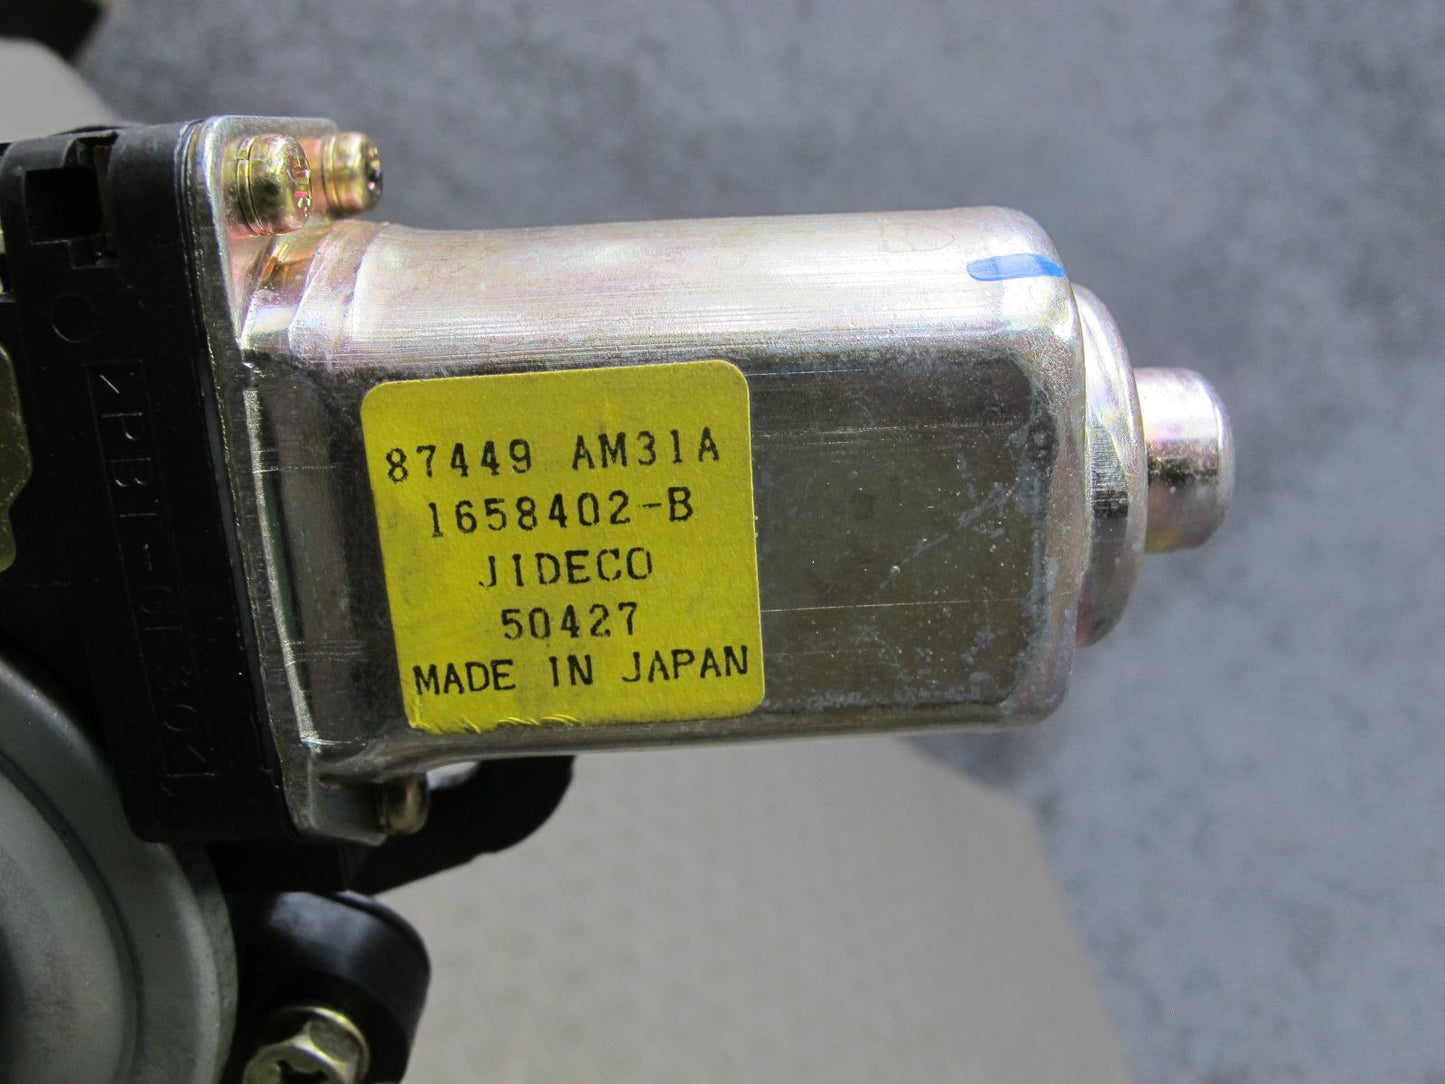 87449 AM31A
1658402-B
JIDECO
50427
MADE IN JAPAN